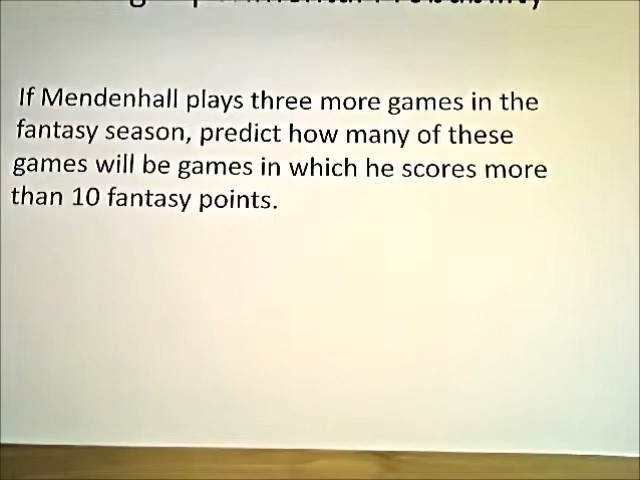 If Mendenhall plays three more games in the
fantasy season, predict how many of these
games will be games in which he scores more
than 10 fantasy points.